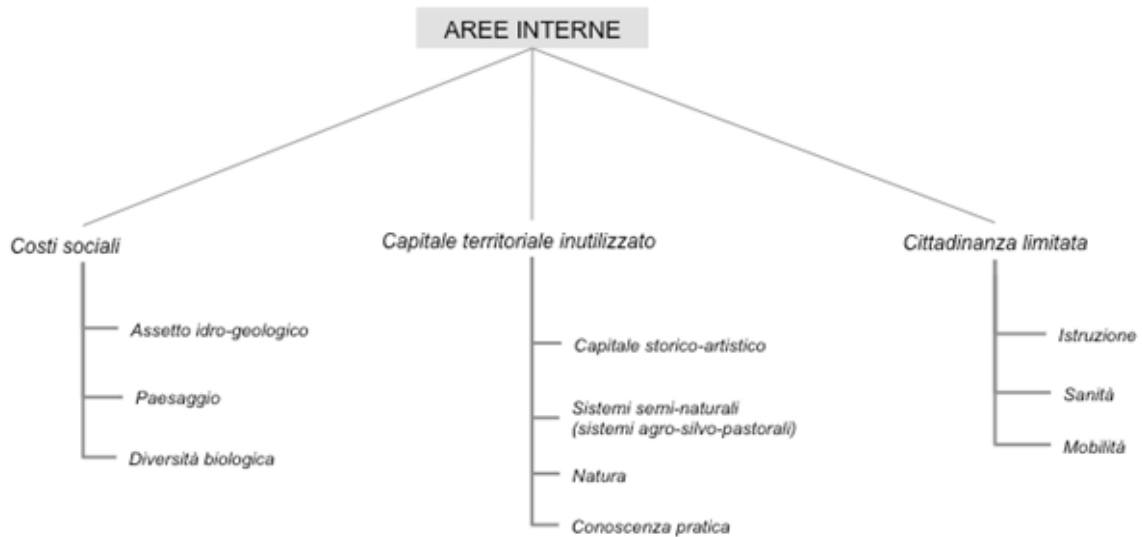 AREE INTERNE
Costi sociali
Assetto idro-geologico
Paesaggio
Diversità biologica
Capitale territoriale inutilizzato
Capitale storico-artistico
Sistemi semi-naturali
(sistemi agro-silvo-pastorali)
Natura
Conoscenza pratica
Cittadinanza limitata
Istruzione
Sanità
Mobilità